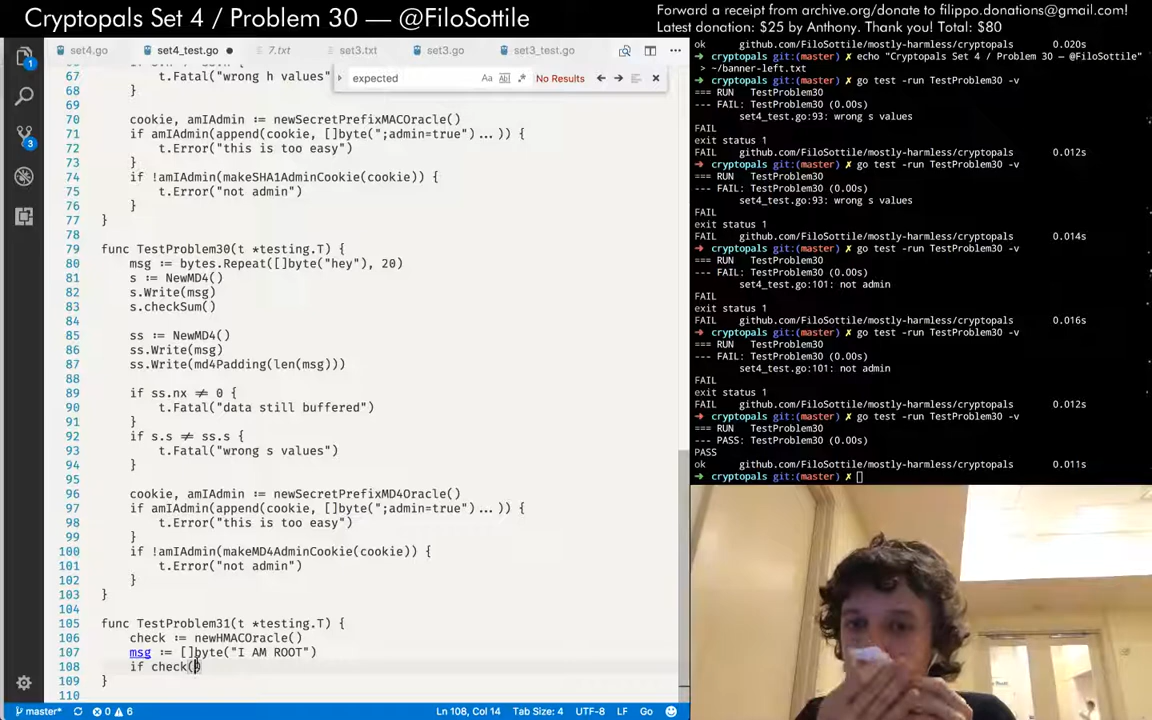 Cryptopals Set 4 / Problem 30 — @FiloSottile
Forward a receipt from archive.org/donate to filippo.donations@gmail.com!
Latest donation: $25 by Anthony. Thank you! Total: $80
set4.go
set4_test.go
7.txt
set3.txt
set3.go
set3_test.go
expected
Aa
No Results
67 t.Fatal("wrong h values"
68 }
69
70 cookie, amIAdmin := newSecretPrefixMACOracle()
71 if amIAdmin(append(cookie, []byte(";admin=true")...)) {
72 t.Error("this is too easy")
73 }
74 if !amIAdmin(makeSHA1AdminCookie(cookie)) {
75 t.Error("not admin")
76 }
77 }
78
79 func TestProblem30(t *testing.T) {
80 msg := bytes.Repeat([]byte("hey"), 20)
81 s := NewMD4()
82 s.Write(msg)
83 s.checkSum()
84
85 ss := NewMD4()
86 ss.Write(msg)
87 ss.Write(md4Padding(len(msg)))
88
89 if ss.nx ≠ 0 {
90 t.Fatal("data still buffered")
91 }
92 if s.s ≠ ss.s {
93 t.Fatal("wrong s values")
94 }
95
96 cookie, amIAdmin := newSecretPrefixMD4Oracle()
97 if amIAdmin(append(cookie, []byte(";admin=true")...)) {
98 t.Error("this is too easy")
99 }
100 if !amIAdmin(makeMD4AdminCookie(cookie)) {
101 t.Error("not admin")
102 }
103 }
104
105 func TestProblem31(t *testing.T) {
106 check := newHMACOracle()
107 msg := []byte("I AM ROOT")
108 if check()
109 }
110
master* 0 6 Ln 108, Col 14 Tab Size: 4 UTF-8 LF Go
1
3
ok github.com/FiloSottile/mostly-harmless/cryptopals 0.020s
➜ cryptopals git:(master) ✗ echo "Cryptopals Set 4 / Problem 30 — @FiloSottile"
> ~/banner-left.txt
➜ cryptopals git:(master) ✗ go test -run TestProblem30 -v
=== RUN TestProblem30
--- FAIL: TestProblem30 (0.00s)
set4_test.go:93: wrong s values
FAIL
exit status 1
FAIL github.com/FiloSottile/mostly-harmless/cryptopals 0.012s
➜ cryptopals git:(master) ✗ go test -run TestProblem30 -v
=== RUN TestProblem30
--- FAIL: TestProblem30 (0.00s)
set4_test.go:93: wrong s values
FAIL
exit status 1
FAIL github.com/FiloSottile/mostly-harmless/cryptopals 0.014s
➜ cryptopals git:(master) ✗ go test -run TestProblem30 -v
=== RUN TestProblem30
--- FAIL: TestProblem30 (0.00s)
set4_test.go:101: not admin
FAIL
exit status 1
FAIL github.com/FiloSottile/mostly-harmless/cryptopals 0.016s
➜ cryptopals git:(master) ✗ go test -run TestProblem30 -v
=== RUN TestProblem30
--- FAIL: TestProblem30 (0.00s)
set4_test.go:101: not admin
FAIL
exit status 1
FAIL github.com/FiloSottile/mostly-harmless/cryptopals 0.012s
➜ cryptopals git:(master) ✗ go test -run TestProblem30 -v
=== RUN TestProblem30
--- PASS: TestProblem30 (0.00s)
PASS
ok github.com/FiloSottile/mostly-harmless/cryptopals 0.011s
➜ cryptopals git:(master) ✗